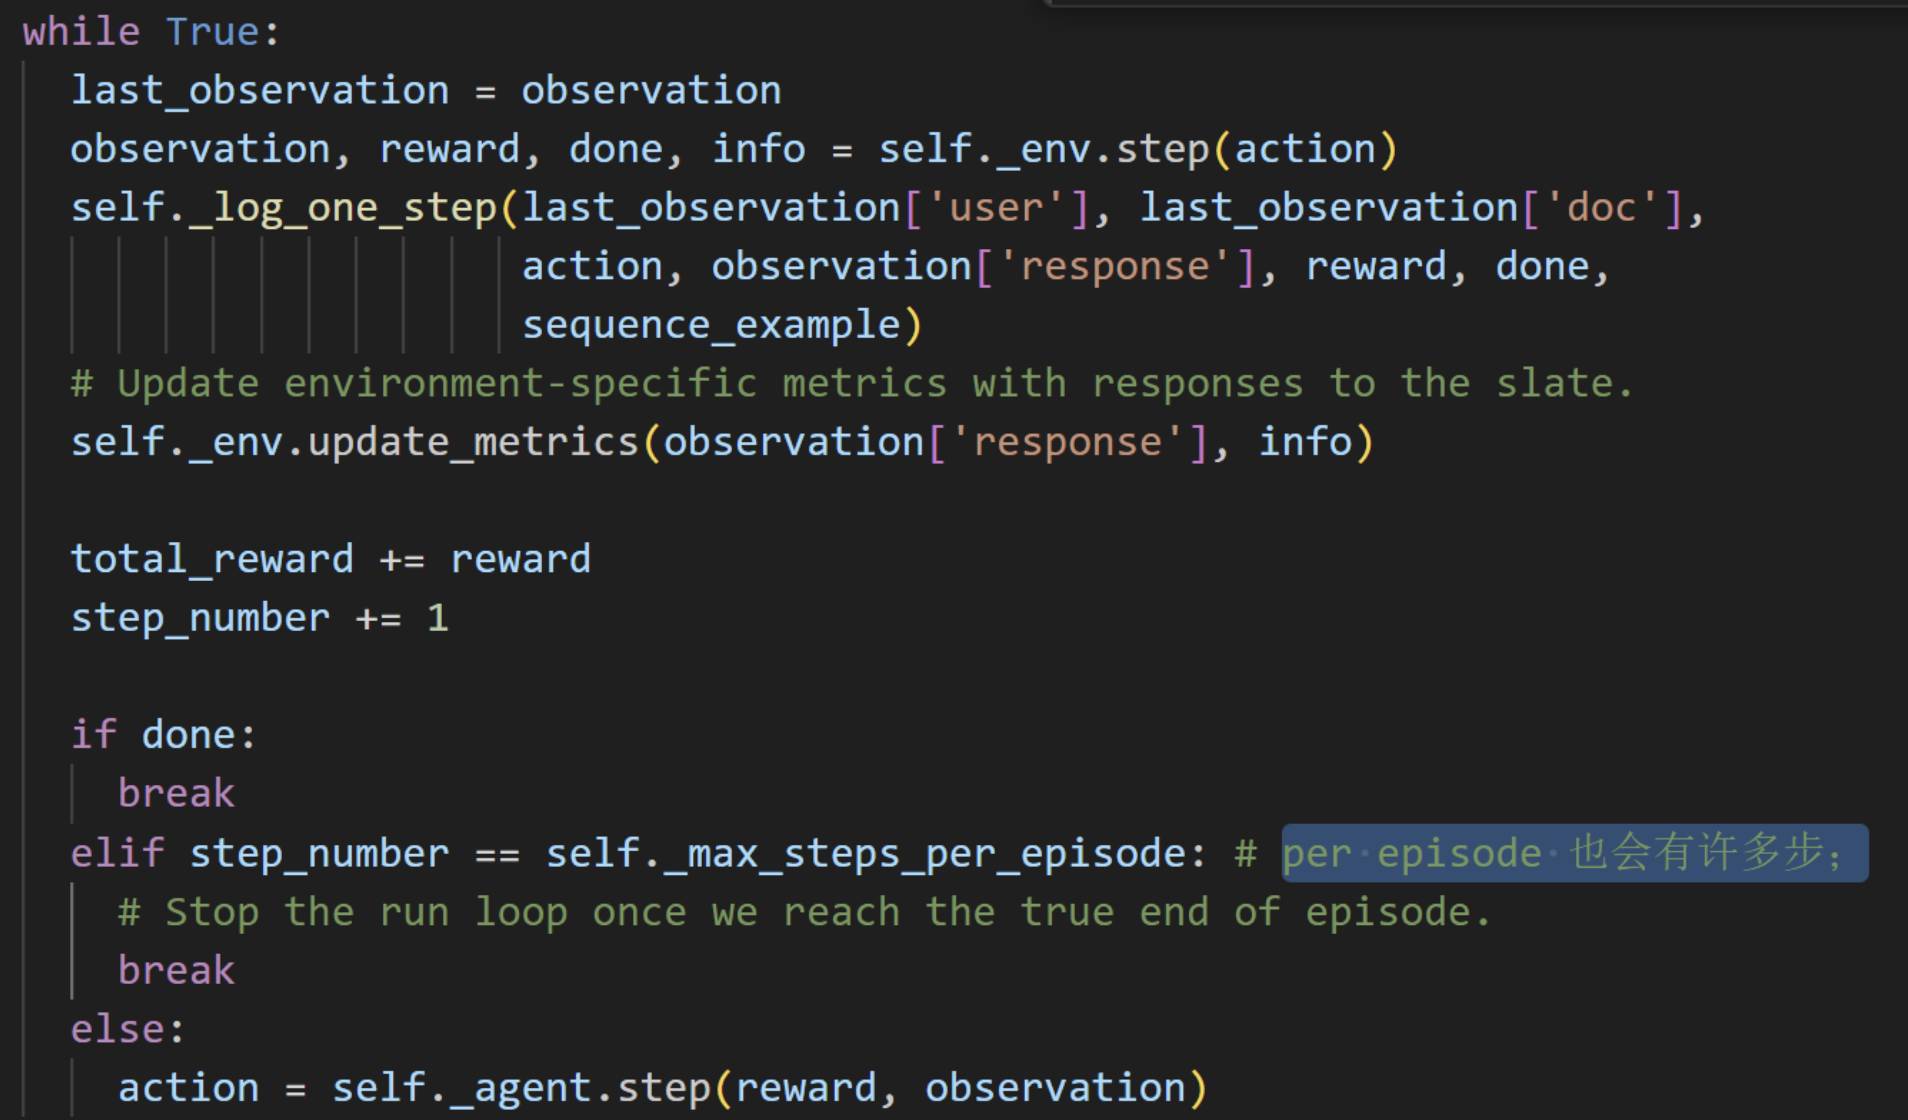 while True:
  last_observation = observation
  observation, reward, done, info = self._env.step(action)
  self._log_one_step(last_observation['user'], last_observation['doc'],
                     action, observation['response'], reward, done,
                     sequence_example)
  # Update environment-specific metrics with responses to the slate.
  self._env.update_metrics(observation['response'], info)
  total_reward += reward
  step_number += 1
  if done:
    break
  elif step_number == self._max_steps_per_episode: # per episode 也会有许多步；
    # Stop the run loop once we reach the true end of episode.
    break
  else:
    action = self._agent.step(reward, observation)